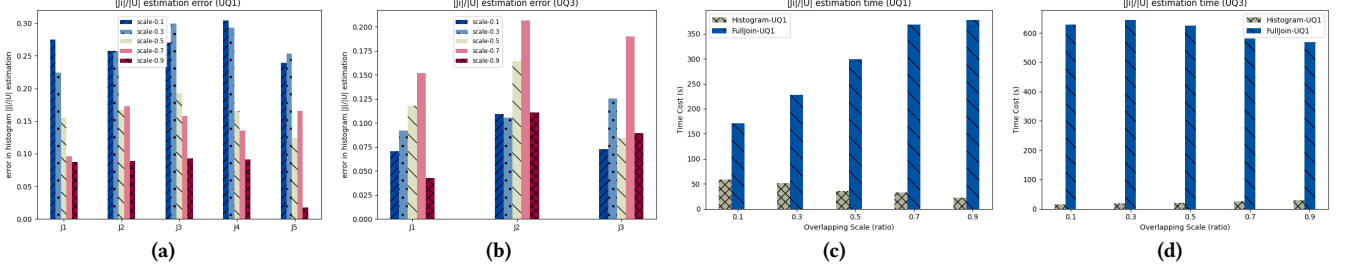 |Ji|/|U| estimation error (UQ1)
error in histogram |J|/|U| estimation
0.30
0.25
0.20
0.15
0.10
0.05
0.00
scale-0.1
scale-0.3
scale-0.5
scale-0.7
scale-0.9
J1 J2 J3 J4 J5
(a)
|Ji|/|U| estimation error (UQ3)
error in histogram |J|/|U| estimation
0.200
0.175
0.150
0.125
0.100
0.075
0.050
0.025
0.000
scale-0.1
scale-0.3
scale-0.5
scale-0.7
scale-0.9
J1 J2 J3
(b)
|Ji|/|U| estimation time (UQ1)
Time Cost (s)
350
300
250
200
150
100
50
0
Histogram-UQ1
FullJoin-UQ1
0.1 0.3 0.5 0.7 0.9
Overlapping Scale (ratio)
(c)
|Ji|/|U| estimation time (UQ3)
Time Cost (s)
600
500
400
300
200
100
0
Histogram-UQ1
FullJoin-UQ1
0.1 0.3 0.5 0.7 0.9
Overlapping Scale (ratio)
(d)